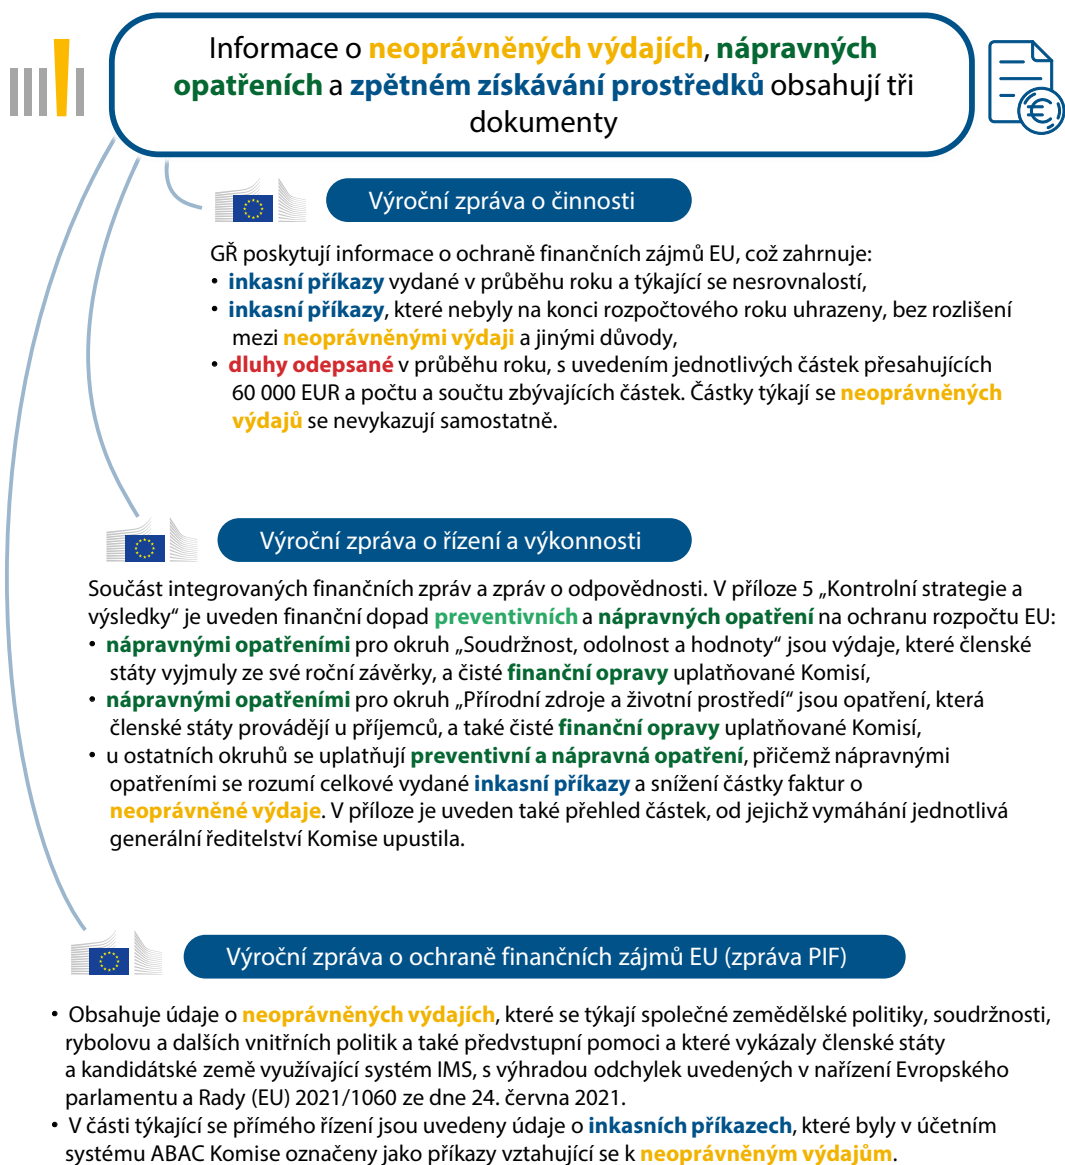 Informace o neoprávněných výdajích, nápravných
opatřeních a zpětném získávání prostředků obsahují tři
dokumenty
Výroční zpráva o činnosti
GŘ poskytují informace o ochraně finančních zájmů EU, což zahrnuje:
• inkasní příkazy vydané v průběhu roku a týkající se nesrovnalostí,
• inkasní příkazy, které nebyly na konci rozpočtového roku uhrazeny, bez rozlišení
mezi neoprávněnými výdaji a jinými důvody,
• dluhy odepsané v průběhu roku, s uvedením jednotlivých částek přesahujících
60 000 EUR a počtu a součtu zbývajících částek. Částky týkají se neoprávněných
výdajů se nevykazují samostatně.
Výroční zpráva o řízení a výkonnosti
Součást integrovaných finančních zpráv a zpráv o odpovědnosti. V příloze 5 „Kontrolní strategie a
výsledky“ je uveden finanční dopad preventivních a nápravných opatření na ochranu rozpočtu EU:
• nápravnými opatřeními pro okruh „Soudržnost, odolnost a hodnoty“ jsou výdaje, které členské
státy vyjmuly ze své roční závěrky, a čisté finanční opravy uplatňované Komisí,
• nápravnými opatřeními pro okruh „Přírodní zdroje a životní prostředí“ jsou opatření, která
členské státy provádějí u příjemců, a také čisté finanční opravy uplatňované Komisí,
• u ostatních okruhů se uplatňují preventivní a nápravná opatření, přičemž nápravnými
opatřeními se rozumí celkové vydané inkasní příkazy a snížení částky faktur o
neoprávněné výdaje. V příloze je uveden také přehled částek, od jejichž vymáhání jednotlivá
generální ředitelství Komise upustila.
Výroční zpráva o ochraně finančních zájmů EU (zpráva PIF)
• Obsahuje údaje o neoprávněných výdajích, které se týkají společné zemědělské politiky, soudržnosti,
rybolovu a dalších vnitřních politik a také předvstupní pomoci a které vykázaly členské státy
a kandidátské země využívající systém IMS, s výhradou odchylek uvedených v nařízení Evropského
parlamentu a Rady (EU) 2021/1060 ze dne 24. června 2021.
• V části týkající se přímého řízení jsou uvedeny údaje o inkasních příkazech, které byly v účetním
systému ABAC Komise označeny jako příkazy vztahující se k neoprávněným výdajům.